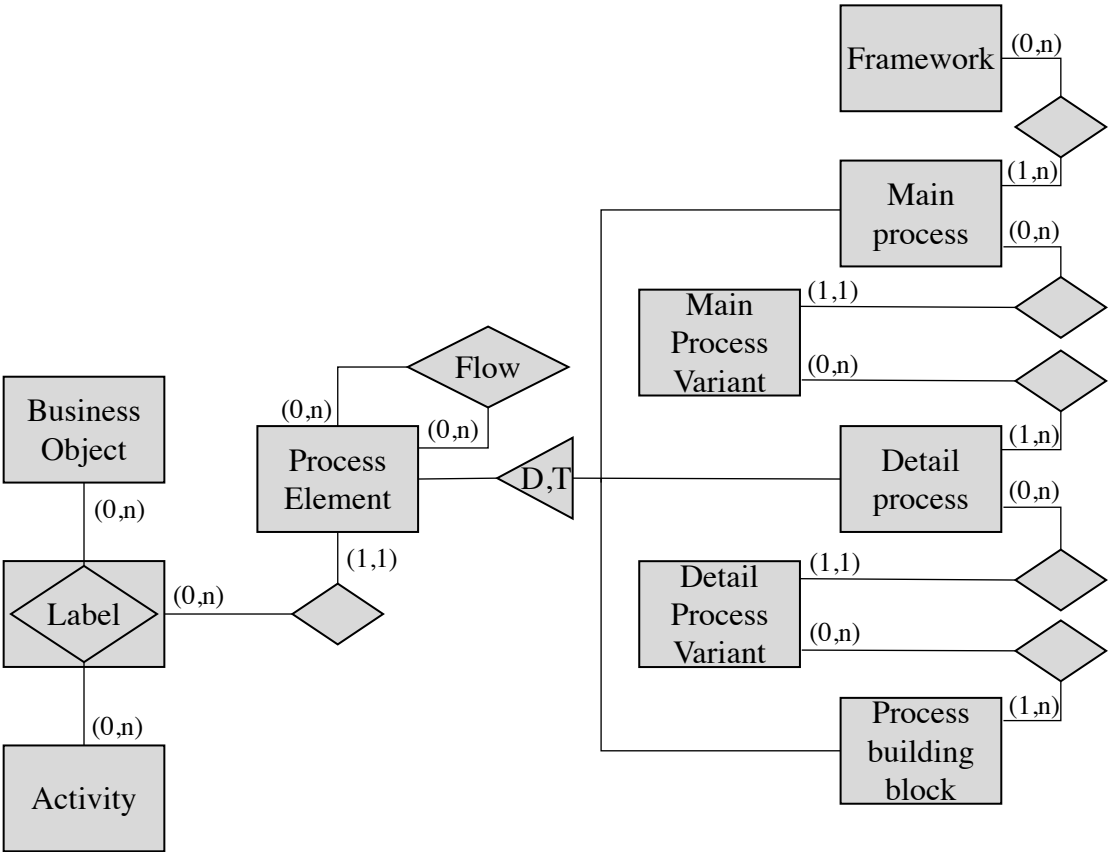 Framework
(0,n)
(1,n)
Main
process
(0,n)
Main
Process
Variant
(1,1)
(0,n)
Flow
(0,n)
(0,n)
Business
Object
(0,n)
Process
Element
D,T
Detail
process
(1,n)
(0,n)
(1,1)
Label
(0,n)
Detail
Process
Variant
(1,1)
(0,n)
(0,n)
Activity
Process
building
block
(1,n)